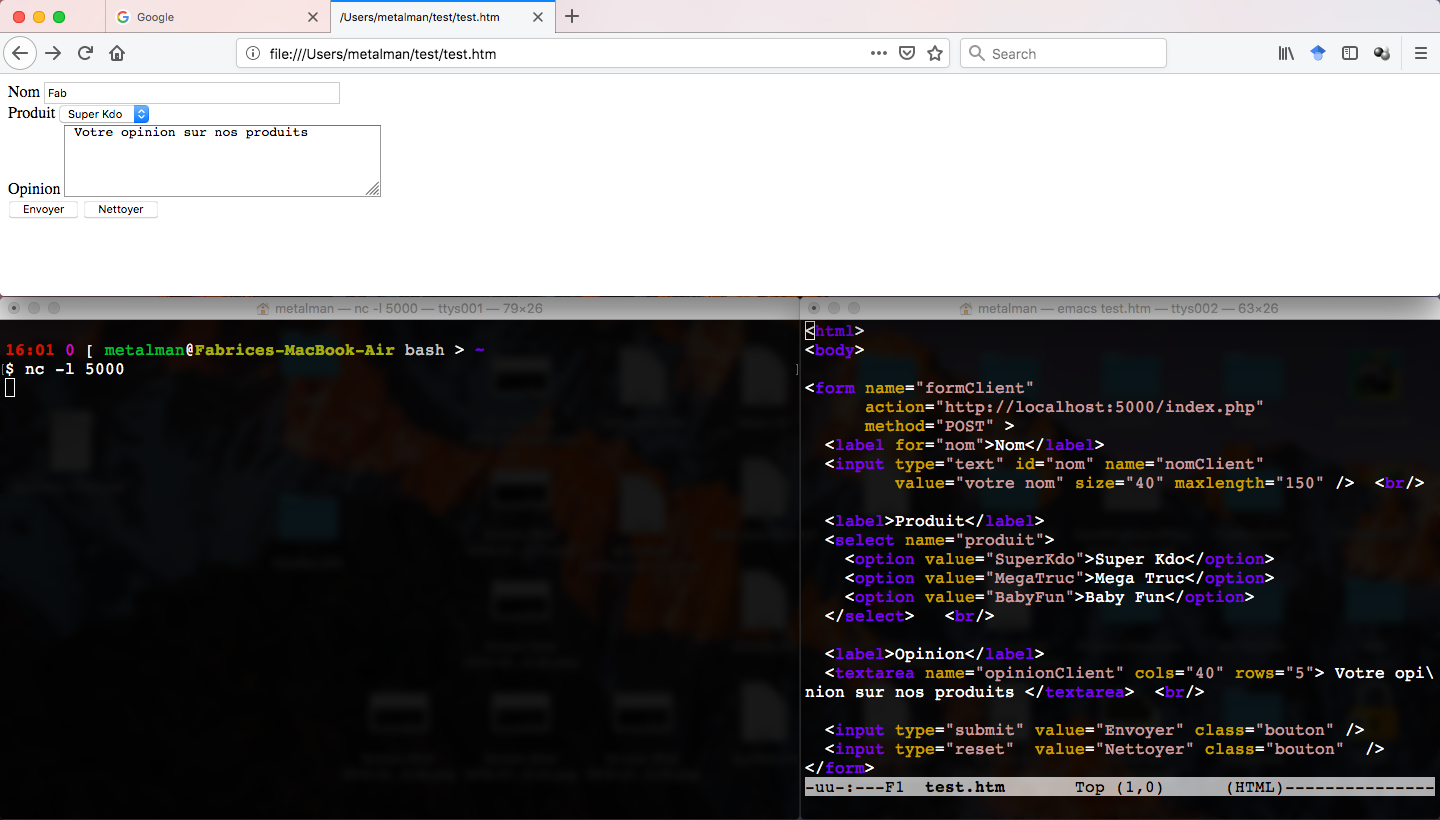 Google
/Users/metalman/test/test.htm
file:///Users/metalman/test/test.htm
Search
Nom Fab
Produit Super Kdo
Votre opinion sur nos produits
Opinion
Envoyer Nettoyer
metalman — nc -l 5000 — ttys001 — 79×26
16:01 0 [ metalman@Fabrices-MacBook-Air bash > ~
[$ nc -l 5000 ]
metalman — emacs test.htm — ttys002 — 63×26
<html>
<body>
<form name="formClient"
action="http://localhost:5000/index.php"
method="POST" >
<label for="nom">Nom</label>
<input type="text" id="nom" name="nomClient"
value="votre nom" size="40" maxlength="150" /> <br/>
<label>Produit</label>
<select name="produit">
<option value="SuperKdo">Super Kdo</option>
<option value="MegaTruc">Mega Truc</option>
<option value="BabyFun">Baby Fun</option>
</select> <br/>
<label>Opinion</label>
<textarea name="opinionClient" cols="40" rows="5"> Votre opi\
nion sur nos produits </textarea> <br/>
<input type="submit" value="Envoyer" class="bouton" />
<input type="reset" value="Nettoyer" class="bouton" />
</form>
-uu-:---F1 test.htm Top (1,0) (HTML)---------------